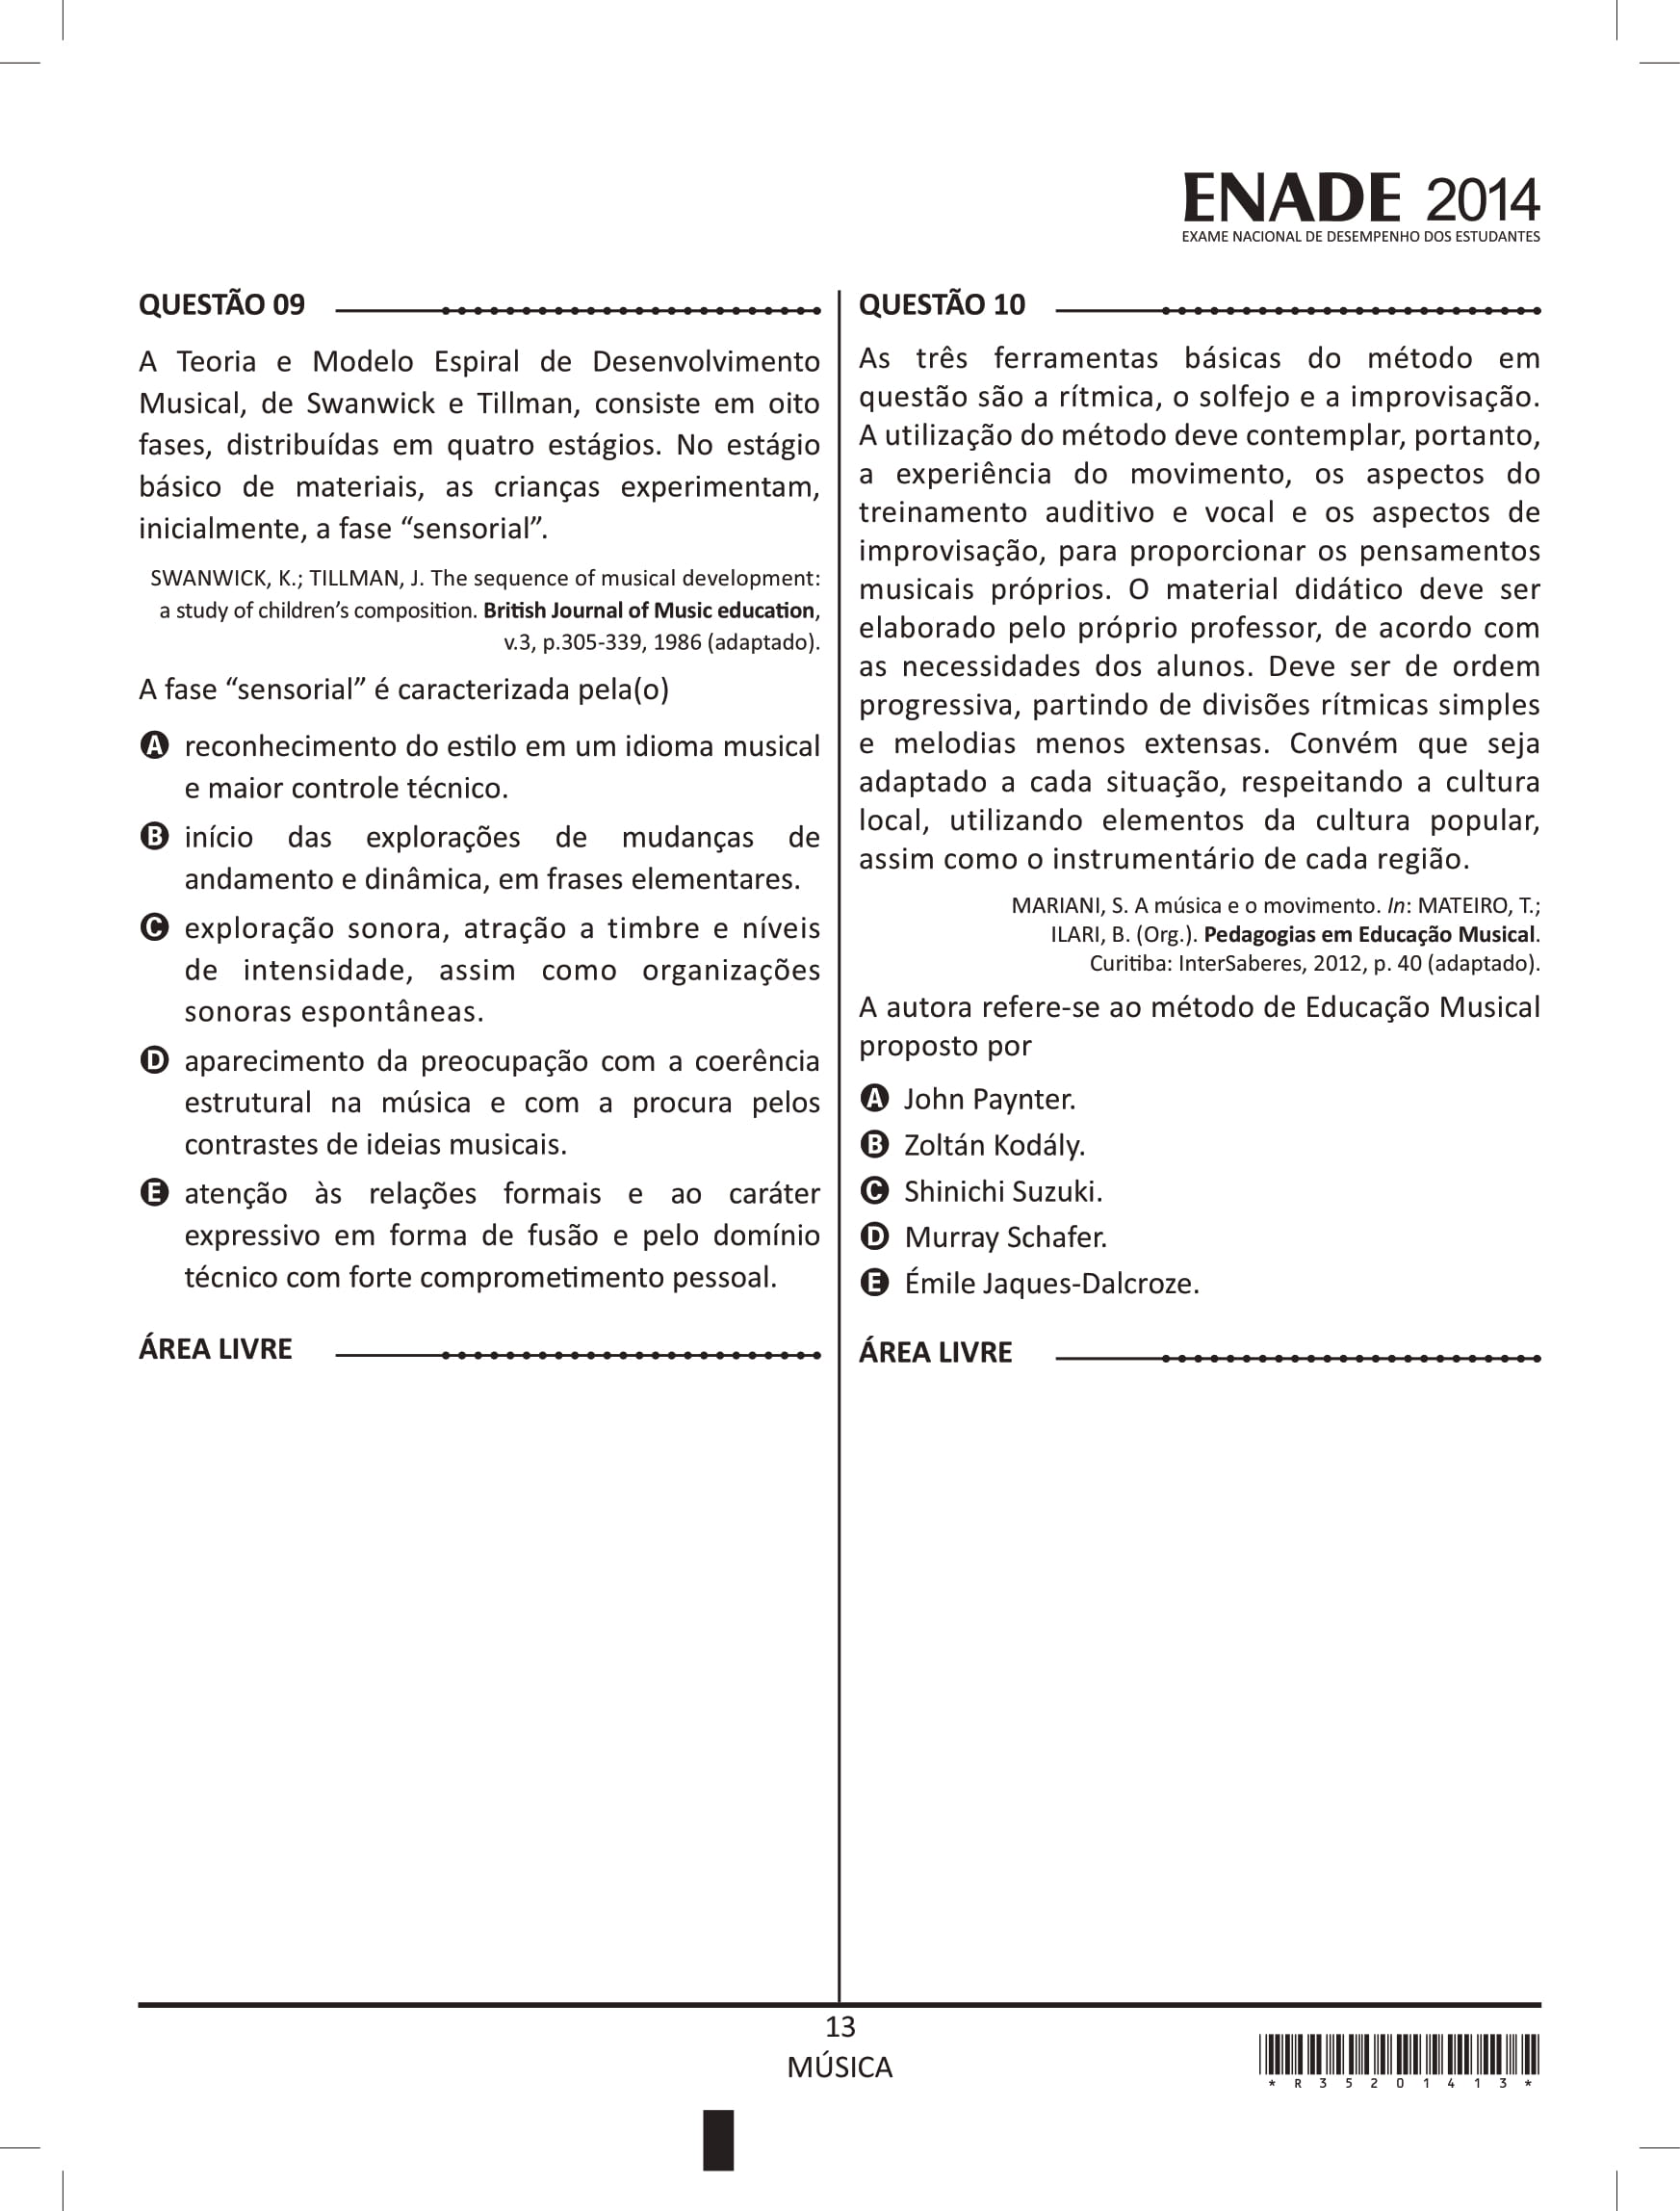 ENADE 2014
EXAME NACIONAL DE DESEMPENHO DOS ESTUDANTES
QUESTÃO 09
A Teoria e Modelo Espiral de Desenvolvimento
Musical, de Swanwick e Tillman, consiste em oito
fases, distribuídas em quatro estágios. No estágio
básico de materiais, as crianças experimentam,
inicialmente, a fase “sensorial”.
SWANWICK, K.; TILLMAN, J. The sequence of musical development:
a study of children’s composition. British Journal of Music education,
v.3, p.305-339, 1986 (adaptado).
A fase “sensorial” é caracterizada pela(o)
A reconhecimento do estilo em um idioma musical
e maior controle técnico.
B início das explorações de mudanças de
andamento e dinâmica, em frases elementares.
C exploração sonora, atração a timbre e níveis
de intensidade, assim como organizações
sonoras espontâneas.
D aparecimento da preocupação com a coerência
estrutural na música e com a procura pelos
contrastes de ideias musicais.
E atenção às relações formais e ao caráter
expressivo em forma de fusão e pelo domínio
técnico com forte comprometimento pessoal.
ÁREA LIVRE
QUESTÃO 10
As três ferramentas básicas do método em
questão são a rítmica, o solfejo e a improvisação.
A utilização do método deve contemplar, portanto,
a experiência do movimento, os aspectos do
treinamento auditivo e vocal e os aspectos de
improvisação, para proporcionar os pensamentos
musicais próprios. O material didático deve ser
elaborado pelo próprio professor, de acordo com
as necessidades dos alunos. Deve ser de ordem
progressiva, partindo de divisões rítmicas simples
e melodias menos extensas. Convém que seja
adaptado a cada situação, respeitando a cultura
local, utilizando elementos da cultura popular,
assim como o instrumentário de cada região.
MARIANI, S. A música e o movimento. In: MATEIRO, T.;
ILARI, B. (Org.). Pedagogias em Educação Musical.
Curitiba: InterSaberes, 2012, p. 40 (adaptado).
A autora refere-se ao método de Educação Musical
proposto por
A John Paynter.
B Zoltán Kodály.
C Shinichi Suzuki.
D Murray Schafer.
E Émile Jaques-Dalcroze.
ÁREA LIVRE
13
MÚSICA
* R 3 5 2 0 1 4 1 3 *